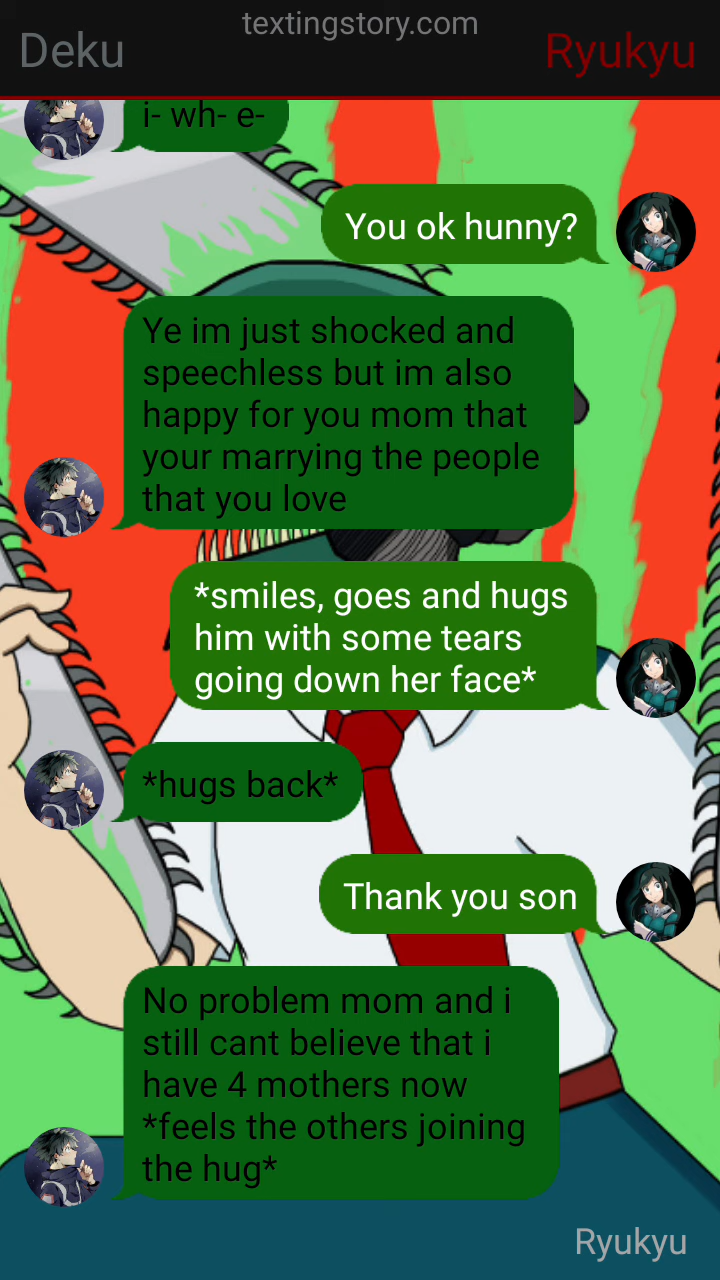 textingstory.com
Deku
Ryukyu
i- wh- e-
You ok hunny?
Ye im just shocked and
speechless but im also
happy for you mom that
your marrying the people
that you love
*smiles, goes and hugs
him with some tears
going down her face*
*hugs back*
Thank you son
No problem mom and i
still cant believe that i
have 4 mothers now
*feels the others joining
the hug*
Ryukyu